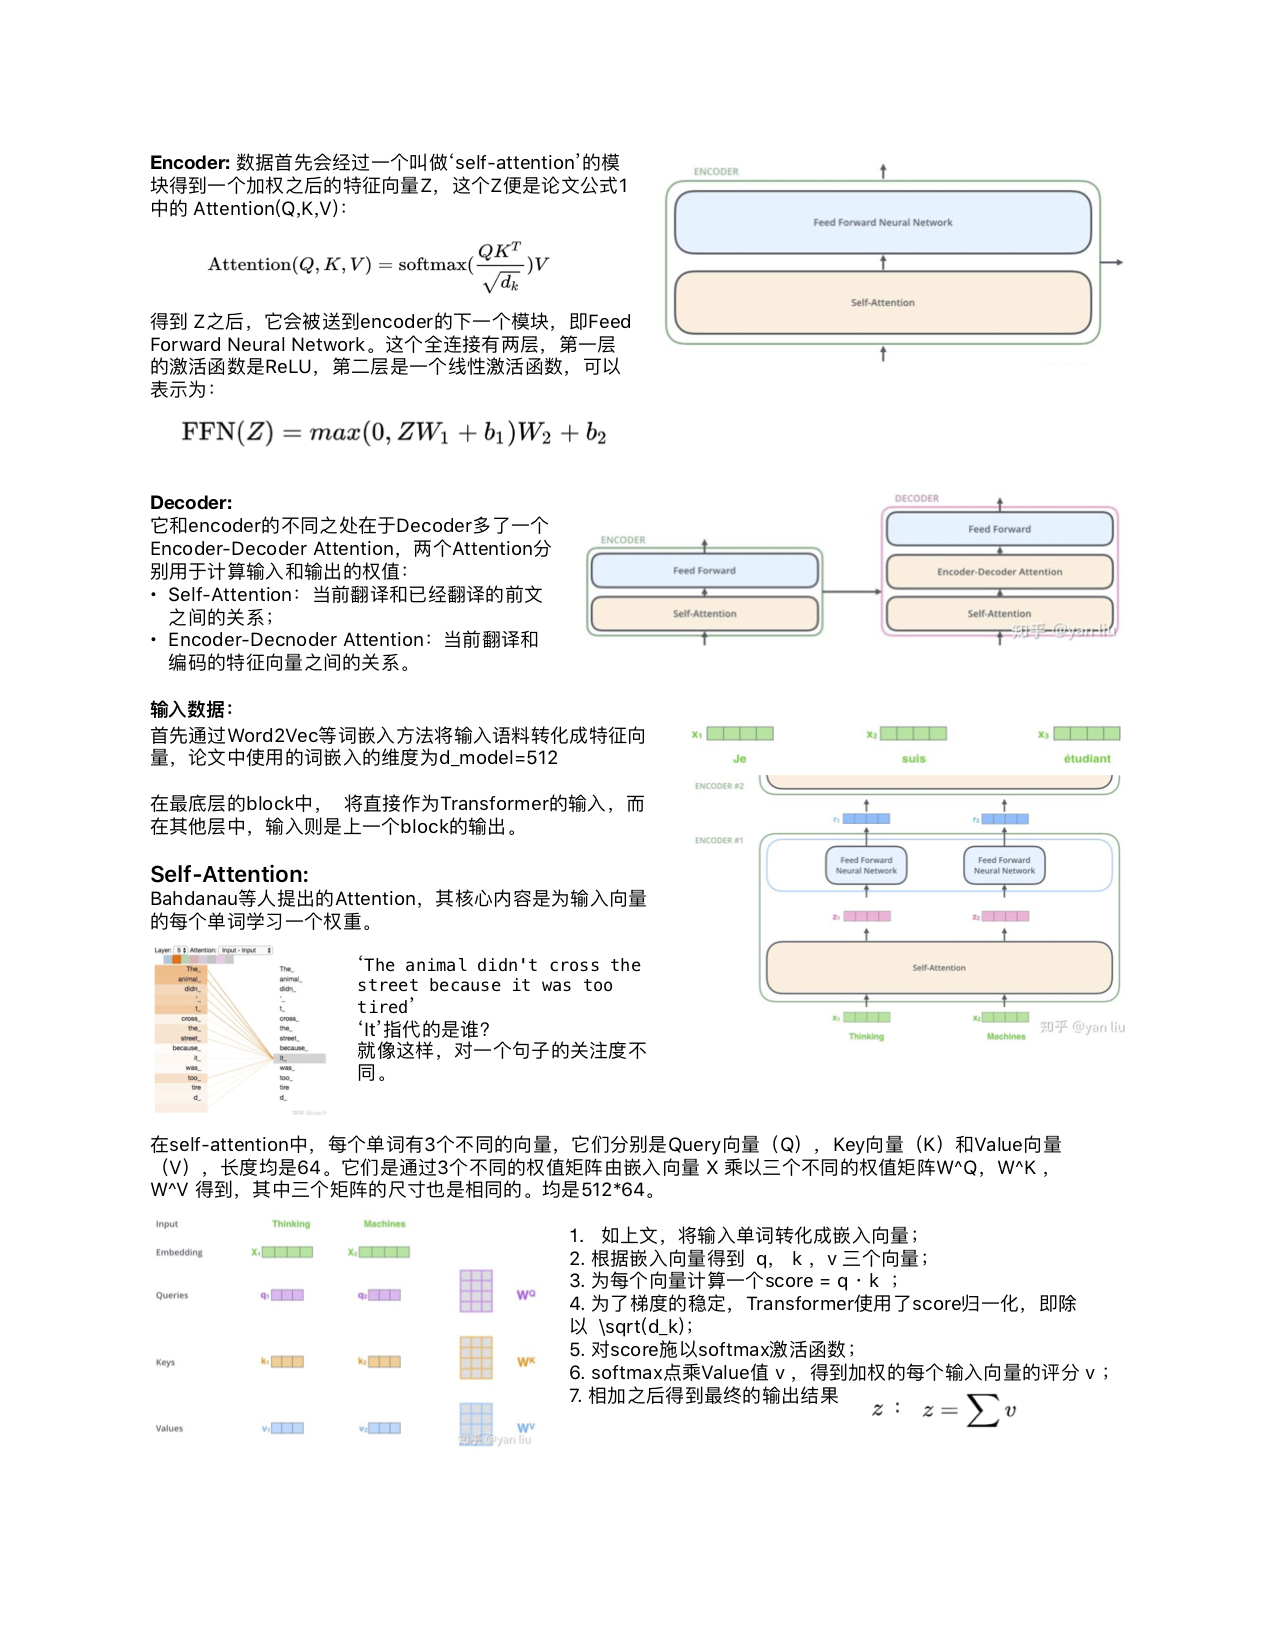 Encoder: 数据首先会经过一个叫做‘self-attention’的模
块得到一个加权之后的特征向量Z，这个Z便是论文公式1
中的 Attention(Q,K,V)：
Attention(Q, K, V) = softmax(QK^T / √d_k)V
得到 Z之后，它会被送到encoder的下一个模块，即Feed
Forward Neural Network。这个全连接有两层，第一层
的激活函数是ReLU，第二层是一个线性激活函数，可以
表示为：
FFN(Z) = max(0, ZW₁ + b₁)W₂ + b₂
ENCODER
Feed Forward Neural Network
Self-Attention
Decoder:
它和encoder的不同之处在于Decoder多了一个
Encoder-Decoder Attention，两个Attention分
别用于计算输入和输出的权值：
• Self-Attention：当前翻译和已经翻译的前文
之间的关系；
• Encoder-Decnoder Attention：当前翻译和
编码的特征向量之间的关系。
ENCODER
Feed Forward
Self-Attention
DECODER
Feed Forward
Encoder-Decoder Attention
Self-Attention
知乎 @yan liu
输入数据：
首先通过Word2Vec等词嵌入方法将输入语料转化成特征向
量，论文中使用的词嵌入的维度为d_model=512
在最底层的block中， 将直接作为Transformer的输入，而
在其他层中，输入则是上一个block的输出。
x₁ x₂ x₃
Je suis étudiant
ENCODER #2
r₁ r₂
ENCODER #1
Feed Forward Neural Network
Feed Forward Neural Network
z₁ z₂
Self-Attention
x₁ x₂
Thinking Machines
知乎 @yan liu
Self-Attention:
Bahdanau等人提出的Attention，其核心内容是为输入向量
的每个单词学习一个权重。
Layer: 5 Attention: Input - Input
The_ The_
animal_ animal_
didn_ didn_
'_ '_
t_ t_
cross_ cross_
the_ the_
street_ street_
because_ because_
it_ it_
was_ was_
too_ too_
tire tire
d_ d_
‘The animal didn't cross the
street because it was too
tired’
‘It’指代的是谁？
就像这样，对一个句子的关注度不
同。
在self-attention中，每个单词有3个不同的向量，它们分别是Query向量（Q）, Key向量（K）和Value向量
（V）, 长度均是64。它们是通过3个不同的权值矩阵由嵌入向量 X 乘以三个不同的权值矩阵W^Q，W^K ,
W^V 得到，其中三个矩阵的尺寸也是相同的。均是512*64。
Input Thinking Machines
Embedding X₁ X₂
Queries q₁ q₂ W^Q
Keys k₁ k₂ W^K
Values v₁ v₂ W^V
知乎 @yan liu
1. 如上文，将输入单词转化成嵌入向量；
2. 根据嵌入向量得到 q, k , v 三个向量；
3. 为每个向量计算一个score = q · k ；
4. 为了梯度的稳定，Transformer使用了score归一化，即除
以 \sqrt(d_k)；
5. 对score施以softmax激活函数；
6. softmax点乘Value值 v ，得到加权的每个输入向量的评分 v ；
7. 相加之后得到最终的输出结果 z : z = ∑ v